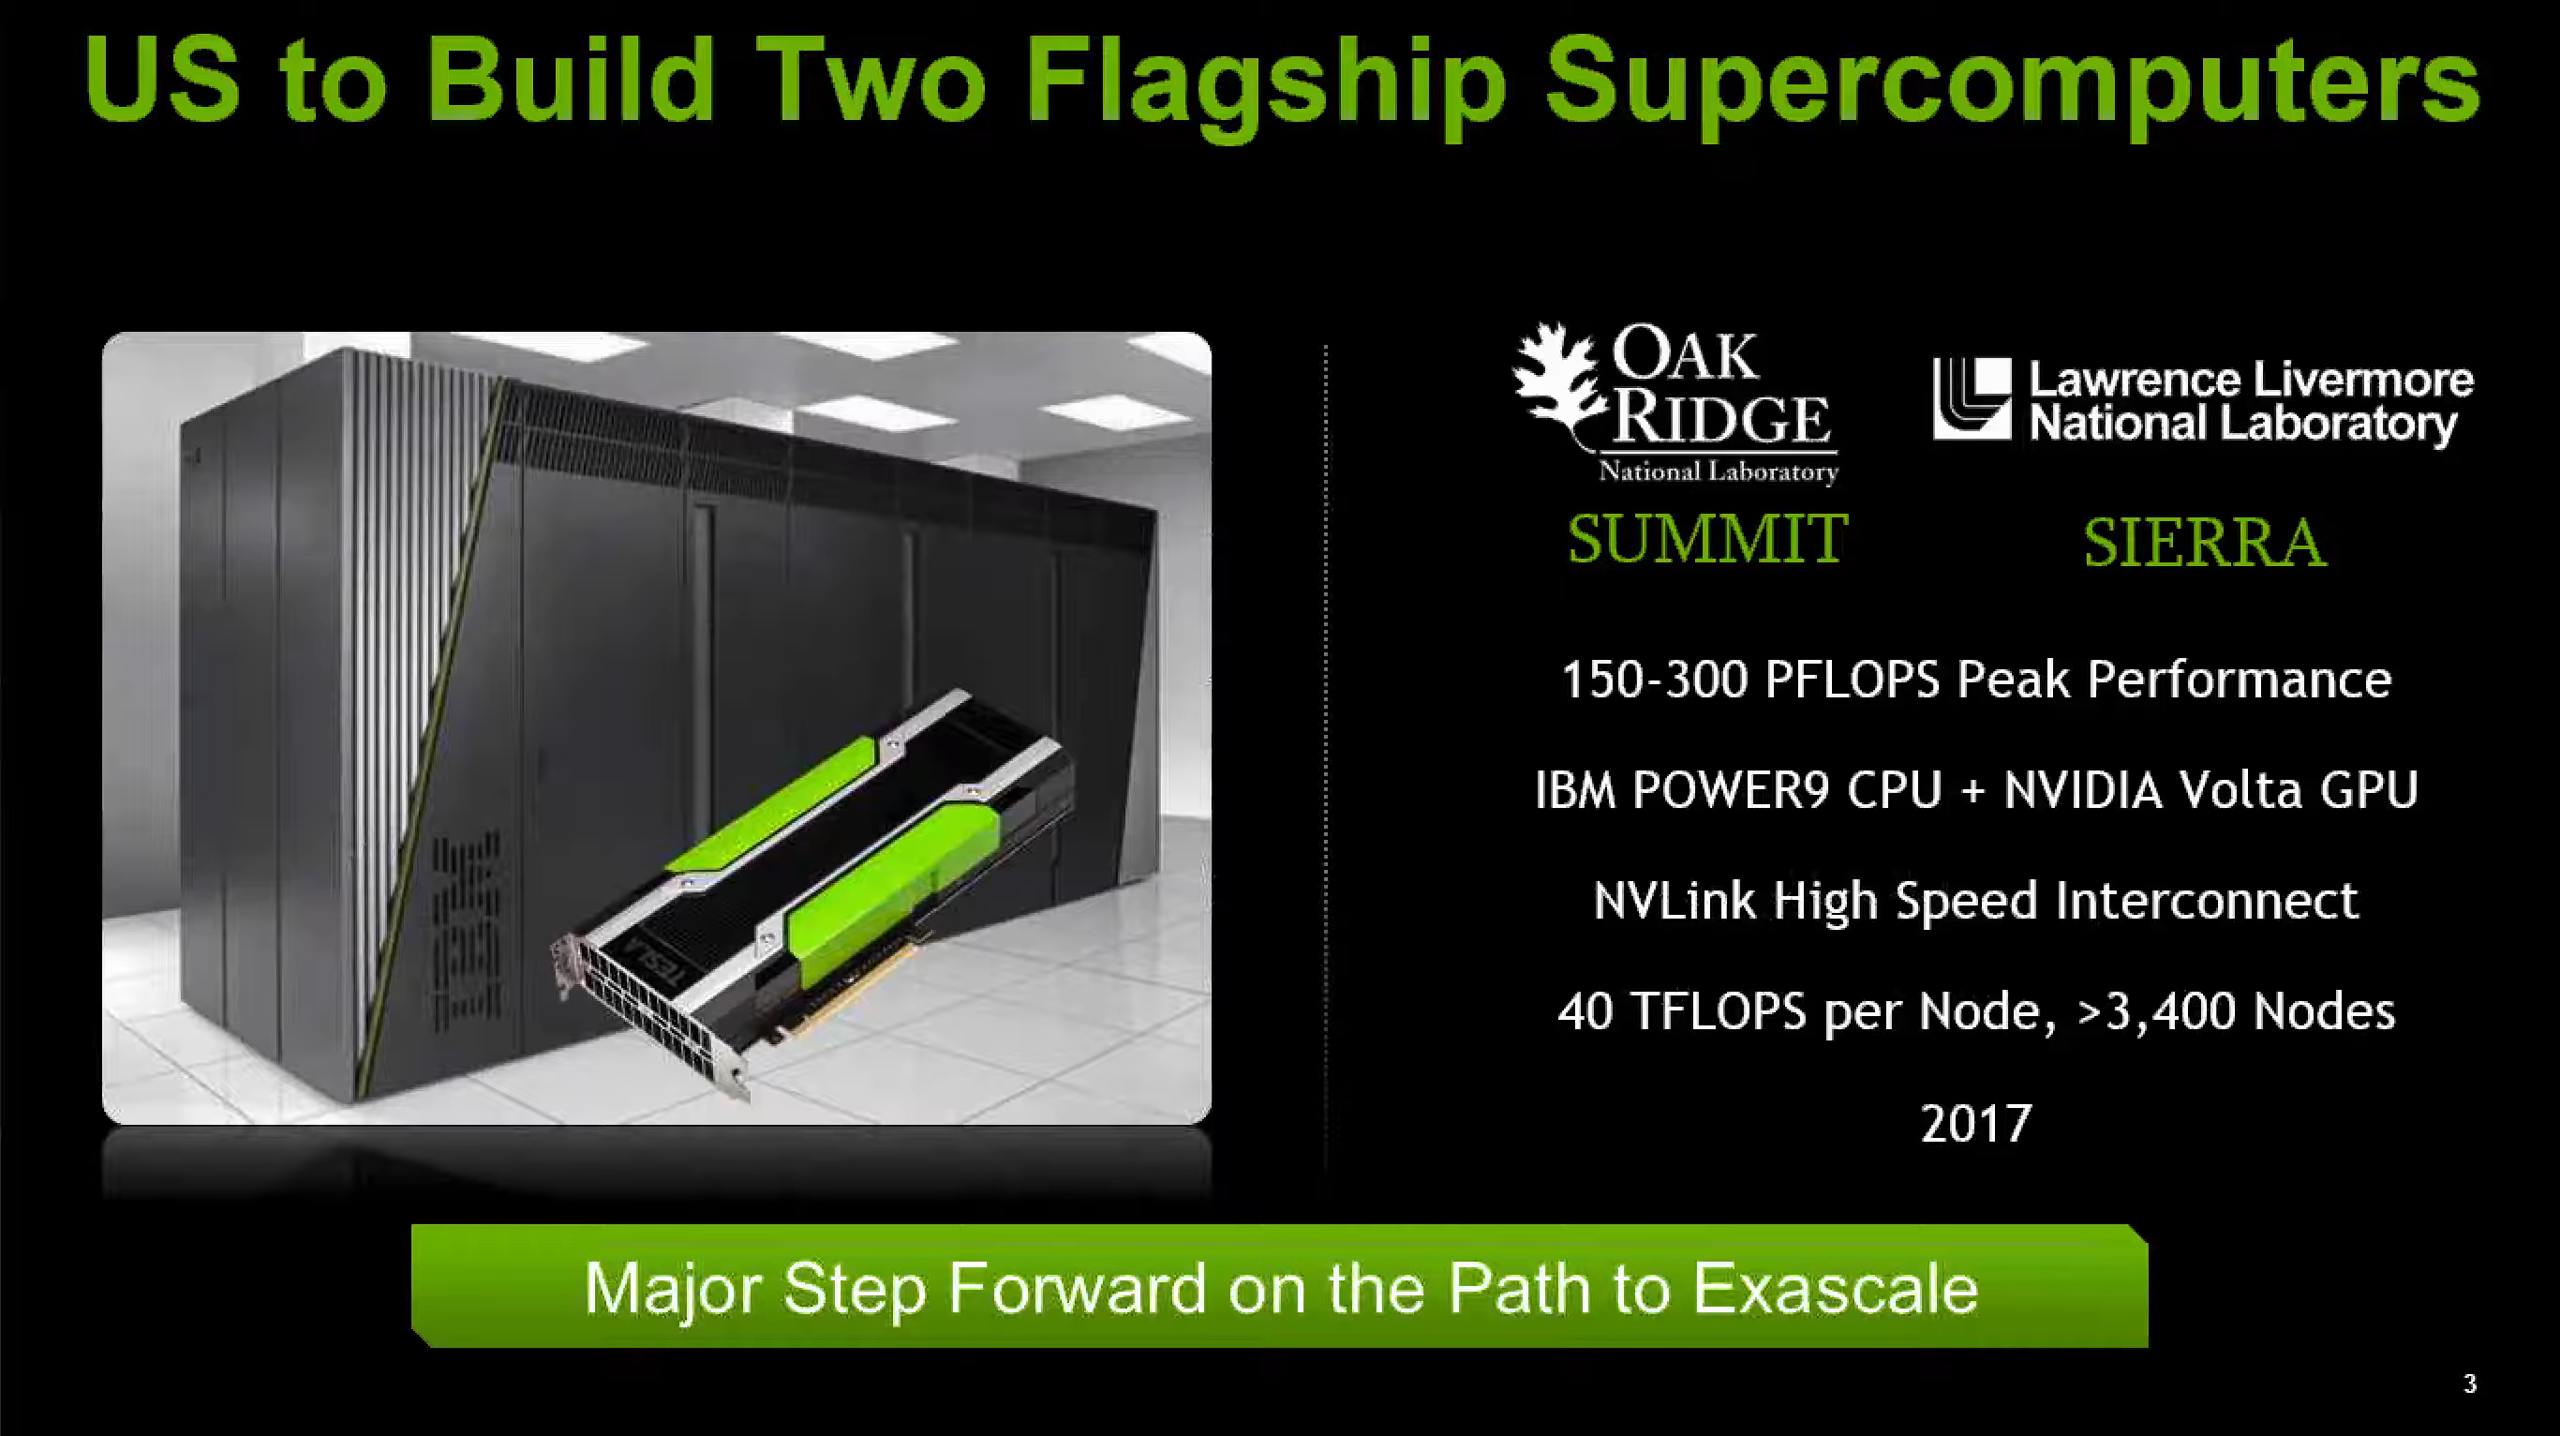 US to Build Two Flagship Supercomputers
OAK
RIDGE
National Laboratory
Lawrence Livermore
National Laboratory
SUMMIT
SIERRA
150-300 PFLOPS Peak Performance
IBM POWER9 CPU + NVIDIA Volta GPU
NVLink High Speed Interconnect
40 TFLOPS per Node, >3,400 Nodes
2017
IBM
TESLA
Major Step Forward on the Path to Exascale
3